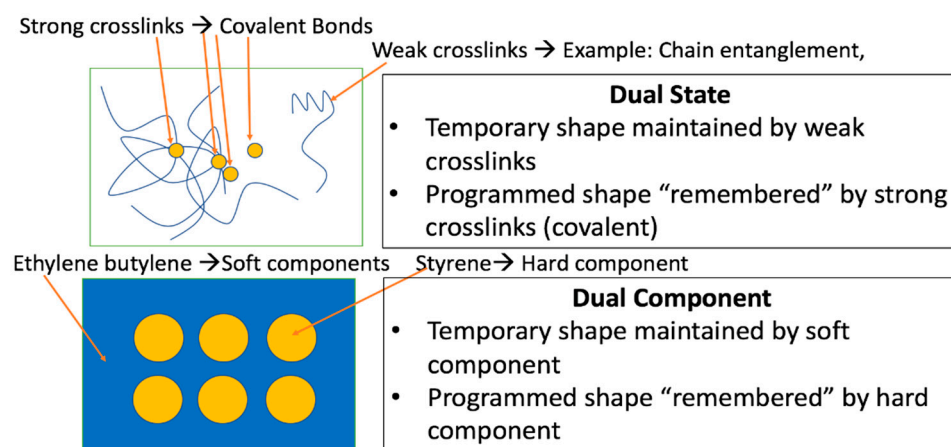 Strong crosslinks → Covalent Bonds
Weak crosslinks → Example: Chain entanglement,
Dual State
• Temporary shape maintained by weak
crosslinks
• Programmed shape “remembered” by strong
crosslinks (covalent)
Ethylene butylene →Soft components
Styrene→ Hard component
Dual Component
• Temporary shape maintained by soft
component
• Programmed shape “remembered” by hard
component